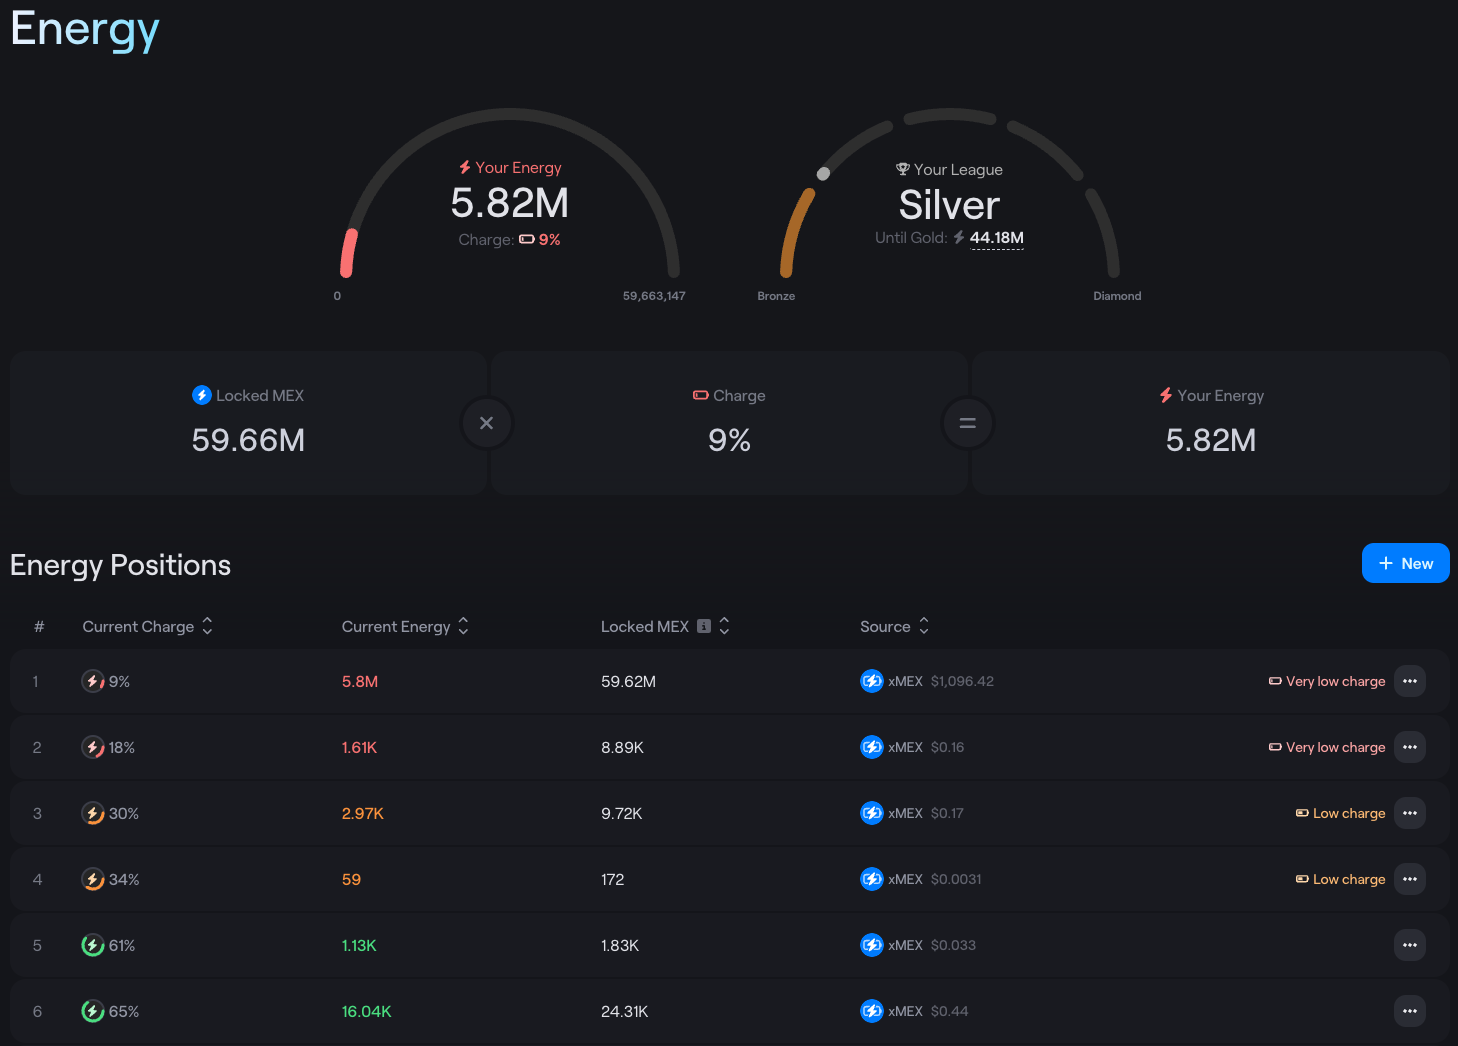 Energy
Your Energy
5.82M
Charge: 9%
0
59,663,147
Your League
Silver
Until Gold: 44.18M
Bronze
Diamond
Locked MEX
59.66M
×
Charge
9%
=
Your Energy
5.82M
Energy Positions
+ New
# Current Charge Current Energy Locked MEX i Source
1 9% 5.8M 59.62M xMEX $1,096.42 Very low charge ...
2 18% 1.61K 8.89K xMEX $0.16 Very low charge ...
3 30% 2.97K 9.72K xMEX $0.17 Low charge ...
4 34% 59 172 xMEX $0.0031 Low charge ...
5 61% 1.13K 1.83K xMEX $0.033 ...
6 65% 16.04K 24.31K xMEX $0.44 ...